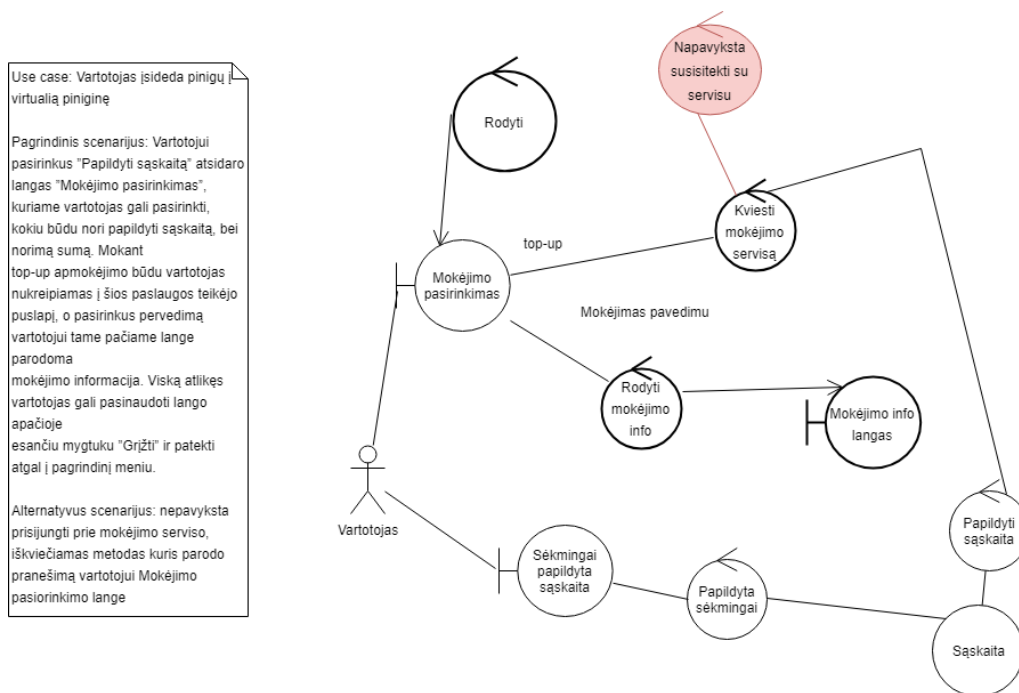 Use case: Vartotojas įsideda pinigų į
virtualią piniginę
Pagrindinis scenarijus: Vartotojui
pasirinkus "Papildyti sąskaitą" atsidaro
langas "Mokėjimo pasirinkimas",
kuriame vartotojas gali pasirinkti,
kokiu būdu nori papildyti sąskaitą, bei
norimą sumą. Mokant
top-up apmokėjimo būdu vartotojas
nukreipiamas į šios paslaugos teikėjo
puslapį, o pasirinkus pervedimą
vartotojui tame pačiame lange
parodoma
mokėjimo informacija. Viską atlikęs
vartotojas gali pasinaudoti lango
apačioje
esančiu mygtuku "Grįžti" ir patekti
atgal į pagrindinį meniu.
Alternatyvus scenarijus: nepavyksta
prisijungti prie mokėjimo serviso,
iškviečiamas metodas kuris parodo
pranešimą vartotojui Mokėjimo
pasiorinkimo lange
Napavyksta
susisitekti su
servisu
Rodyti
Kviesti
mokėjimo
servisą
top-up
Mokėjimo
pasirinkimas
Mokėjimas pavedimu
Rodyti
mokėjimo
info
Mokėjimo info
langas
Vartotojas
Papildyti
sąskaita
Sėkmingai
papildyta
sąskaita
Papildyta
sėkmingai
Sąskaita